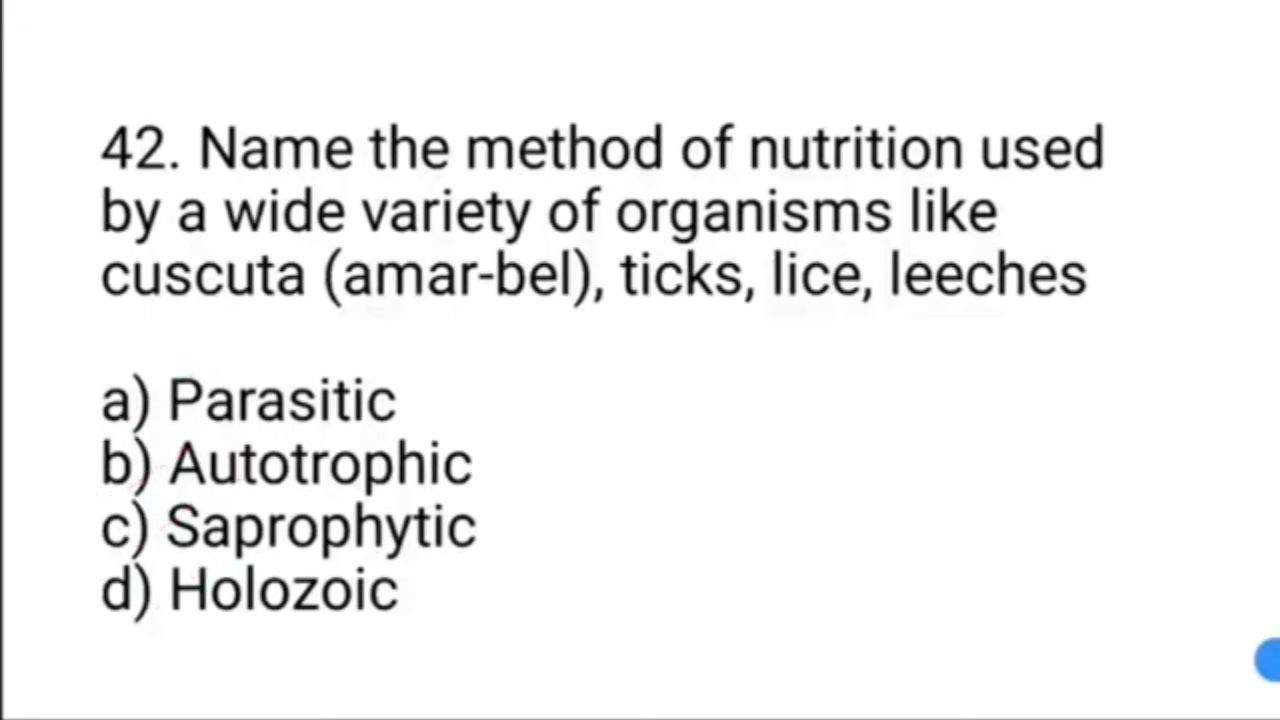 42. Name the method of nutrition used
by a wide variety of organisms like
cuscuta (amar-bel), ticks, lice, leeches
a) Parasitic
b) Autotrophic
c) Saprophytic
d) Holozoic